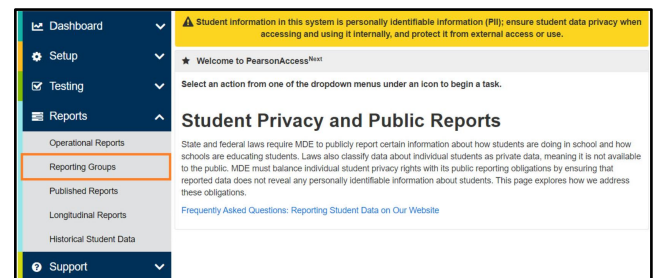 Dashboard
Setup
Testing
Reports
Operational Reports
Reporting Groups
Published Reports
Longitudinal Reports
Historical Student Data
Support
Student information in this system is personally identifiable information (PII); ensure student data privacy when
accessing and using it internally, and protect it from external access or use.
Welcome to PearsonAccessNext
Select an action from one of the dropdown menus under an icon to begin a task.
Student Privacy and Public Reports
State and federal laws require MDE to publicly report certain information about how students are doing in school and how
schools are educating students. Laws also classify data about individual students as private data, meaning it is not available
to the public. MDE must balance individual student privacy rights with its public reporting obligations by ensuring that
reported data does not reveal any personally identifiable information about students. This page explores how we address
these obligations.
Frequently Asked Questions: Reporting Student Data on Our Website